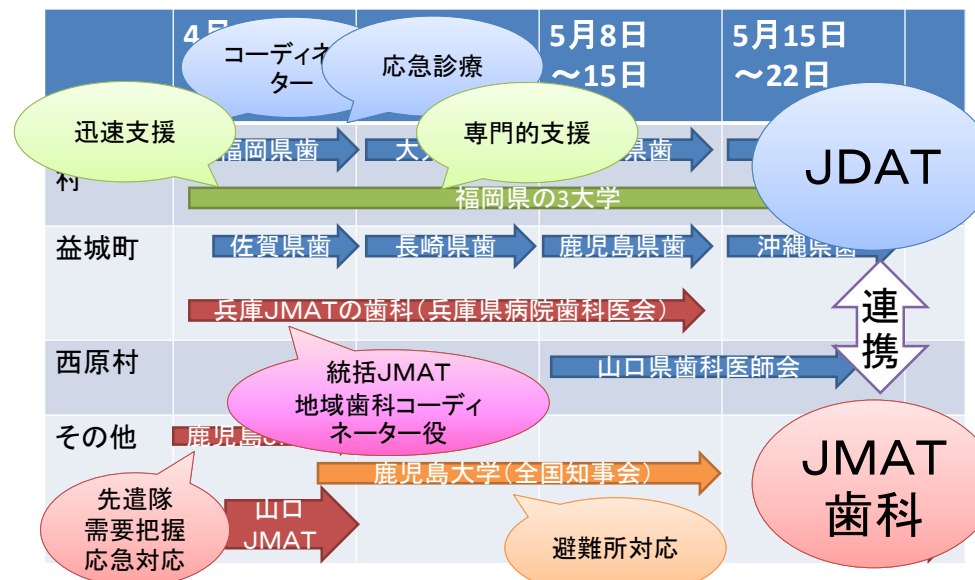 4月
コーディネ
ター
応急診療
5月8日
～15日
5月15日
～22日
迅速支援
専門的支援
福岡県歯
大
県歯
JDAT
村
福岡県の3大学
益城町
佐賀県歯
長崎県歯
鹿児島県歯
沖縄県歯
連
携
兵庫JMATの歯科（兵庫県病院歯科医会）
西原村
山口県歯科医師会
統括JMAT
地域歯科コーディ
ネーター役
その他
鹿児島J
鹿児島大学（全国知事会）
JMAT
歯科
先遣隊
需要把握
応急対応
山口
JMAT
避難所対応